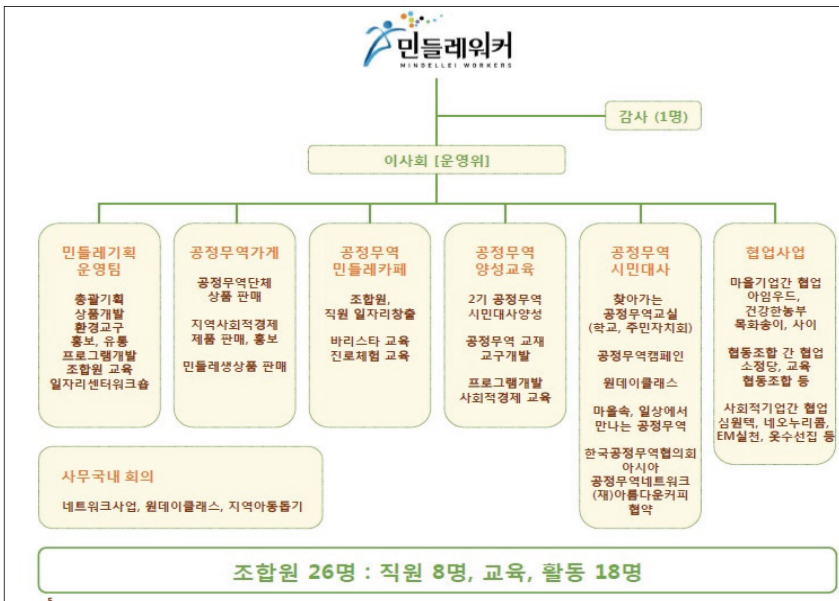 민들레워커
MINDELLEI WORKERS
감사 (1명)
이사회 [운영위]
민들레기획
운영팀
총괄기획
상품개발
환경교구
홍보, 유통
프로그램개발
조합원 교육
일자리센터워크숍
공정무역가게
공정무역단체
상품 판매
지역사회적경제
제품 판매, 홍보
민들레생상품 판매
공정무역
민들레카페
조합원,
직원 일자리창출
바리스타 교육
진로체험 교육
공정무역
양성교육
2기 공정무역
시민대사양성
공정무역 교재
교구개발
프로그램개발
사회적경제 교육
공정무역
시민대사
찾아가는
공정무역교실
(학교, 주민자치회)
공정무역캠페인
원데이클래스
마을속, 일상에서
만나는 공정무역
한국공정무역협의회
아시아
공정무역네트워크
(재)아름다운커피
협약
협업사업
마을기업간 협업
아임우드,
건강한농부
목화송이, 사이
협동조합 간 협업
소정당, 교육
협동조합 등
사회적기업간 협업
심원텍, 네오누리콤,
EM실천, 옷수선집 등
사무국내 회의
네트워크사업, 원데이클래스, 지역아동돕기
조합원 26명 : 직원 8명, 교육, 활동 18명
5